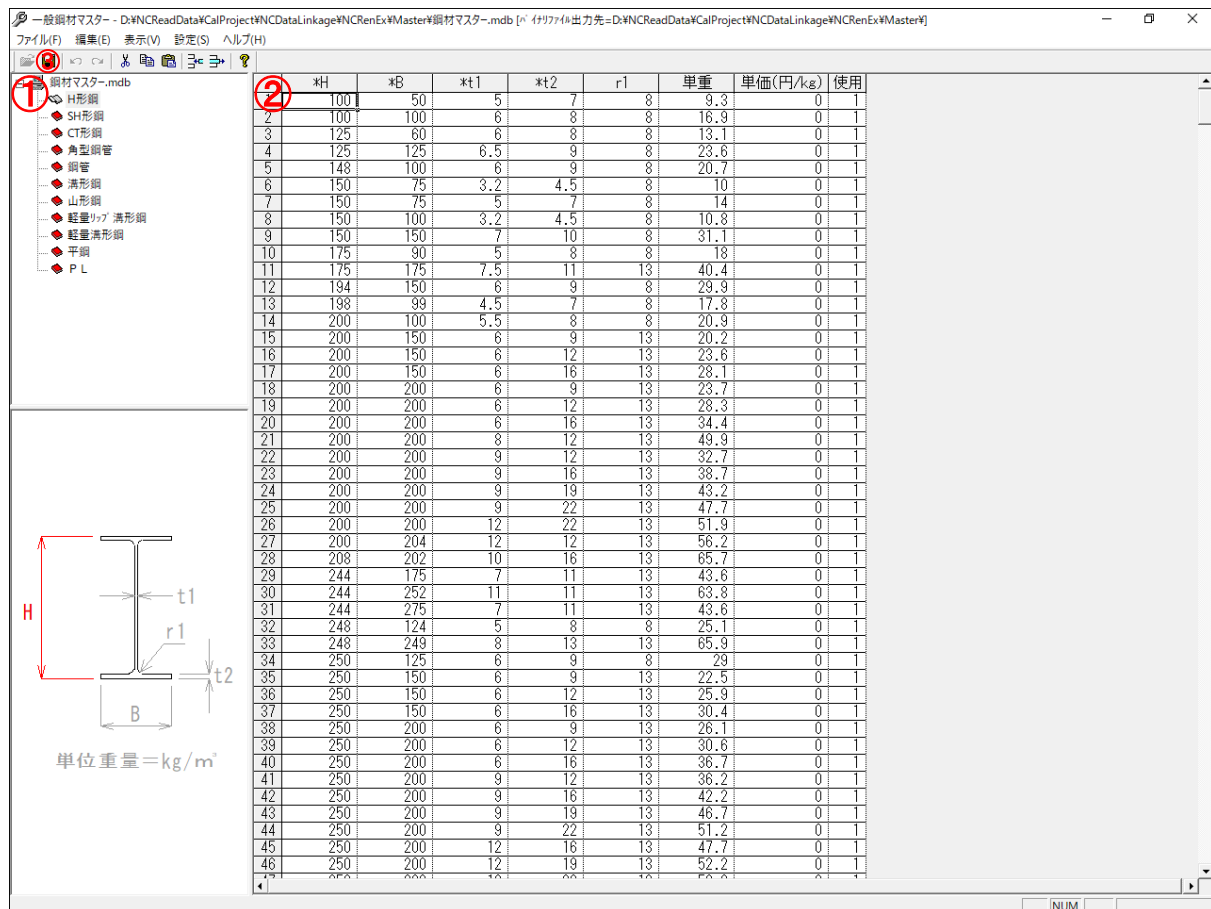 一般鋼材マスター - D:¥NCReadData¥CalProject¥NCDataLinkage¥NCRenEx¥Master¥鋼材マスター.mdb [ﾊﾞｲﾅﾘﾌｧｲﾙ出力先=D:¥NCReadData¥CalProject¥NCDataLinkage¥NCRenEx¥Master¥]
ファイル(F) 編集(E) 表示(V) 設定(S) ヘルプ(H)
③
鋼材マスター.mdb
① H形鋼
SH形鋼
CT形鋼
角型鋼管
鋼管
溝形鋼
山形鋼
軽量ﾘｯﾌﾟ溝形鋼
軽量溝形鋼
平鋼
ＰＬ
② *H *B *t1 *t2 r1 単重 単価(円/kg) 使用
100 50 5 7 8 9.3 0 1
2 100 100 6 8 8 16.9 0 1
3 125 60 6 8 8 13.1 0 1
4 125 125 6.5 9 8 23.6 0 1
5 148 100 6 9 8 20.7 0 1
6 150 75 3.2 4.5 8 10 0 1
7 150 75 5 7 8 14 0 1
8 150 100 3.2 4.5 8 10.8 0 1
9 150 150 7 10 8 31.1 0 1
10 175 90 5 8 8 18 0 1
11 175 175 7.5 11 13 40.4 0 1
12 194 150 6 9 8 29.9 0 1
13 198 99 4.5 7 8 17.8 0 1
14 200 100 5.5 8 8 20.9 0 1
15 200 150 6 9 13 20.2 0 1
16 200 150 6 12 13 23.6 0 1
17 200 150 6 16 13 28.1 0 1
18 200 200 6 9 13 23.7 0 1
19 200 200 6 12 13 28.3 0 1
20 200 200 6 16 13 34.4 0 1
21 200 200 8 12 13 49.9 0 1
22 200 200 9 12 13 32.7 0 1
23 200 200 9 16 13 38.7 0 1
24 200 200 9 19 13 43.2 0 1
25 200 200 9 22 13 47.7 0 1
26 200 200 12 22 13 51.9 0 1
27 200 204 12 12 13 56.2 0 1
28 208 202 10 16 13 65.7 0 1
29 244 175 7 11 13 43.6 0 1
30 244 252 11 11 13 63.8 0 1
31 244 275 7 11 13 43.6 0 1
32 248 124 5 8 8 25.1 0 1
33 248 249 8 13 13 65.9 0 1
34 250 125 6 9 8 29 0 1
35 250 150 6 9 13 22.5 0 1
36 250 150 6 12 13 25.9 0 1
37 250 150 6 16 13 30.4 0 1
38 250 200 6 9 13 26.1 0 1
39 250 200 6 12 13 30.6 0 1
40 250 200 6 16 13 36.7 0 1
41 250 200 9 12 13 36.2 0 1
42 250 200 9 16 13 42.2 0 1
43 250 200 9 19 13 46.7 0 1
44 250 200 9 22 13 51.2 0 1
45 250 200 12 16 13 47.7 0 1
46 250 200 12 19 13 52.2 0 1
t1
H
r1
t2
B
単位重量＝kg/㎥
NUM